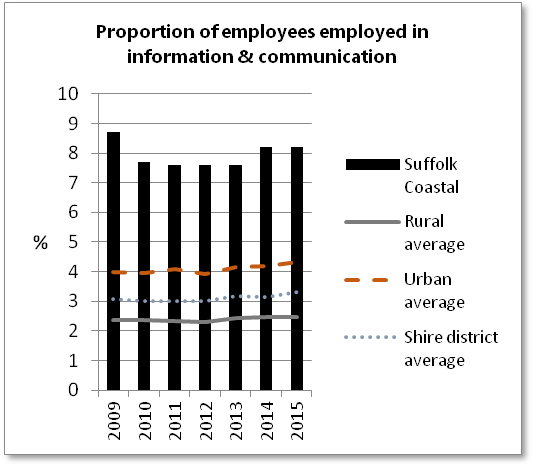 Proportion of employees employed in
information & communication
10
9
8
7
6
5
4
3
2
1
0
%
2009
2010
2011
2012
2013
2014
2015
Suffolk
Coastal
Rural
average
Urban
average
Shire district
average